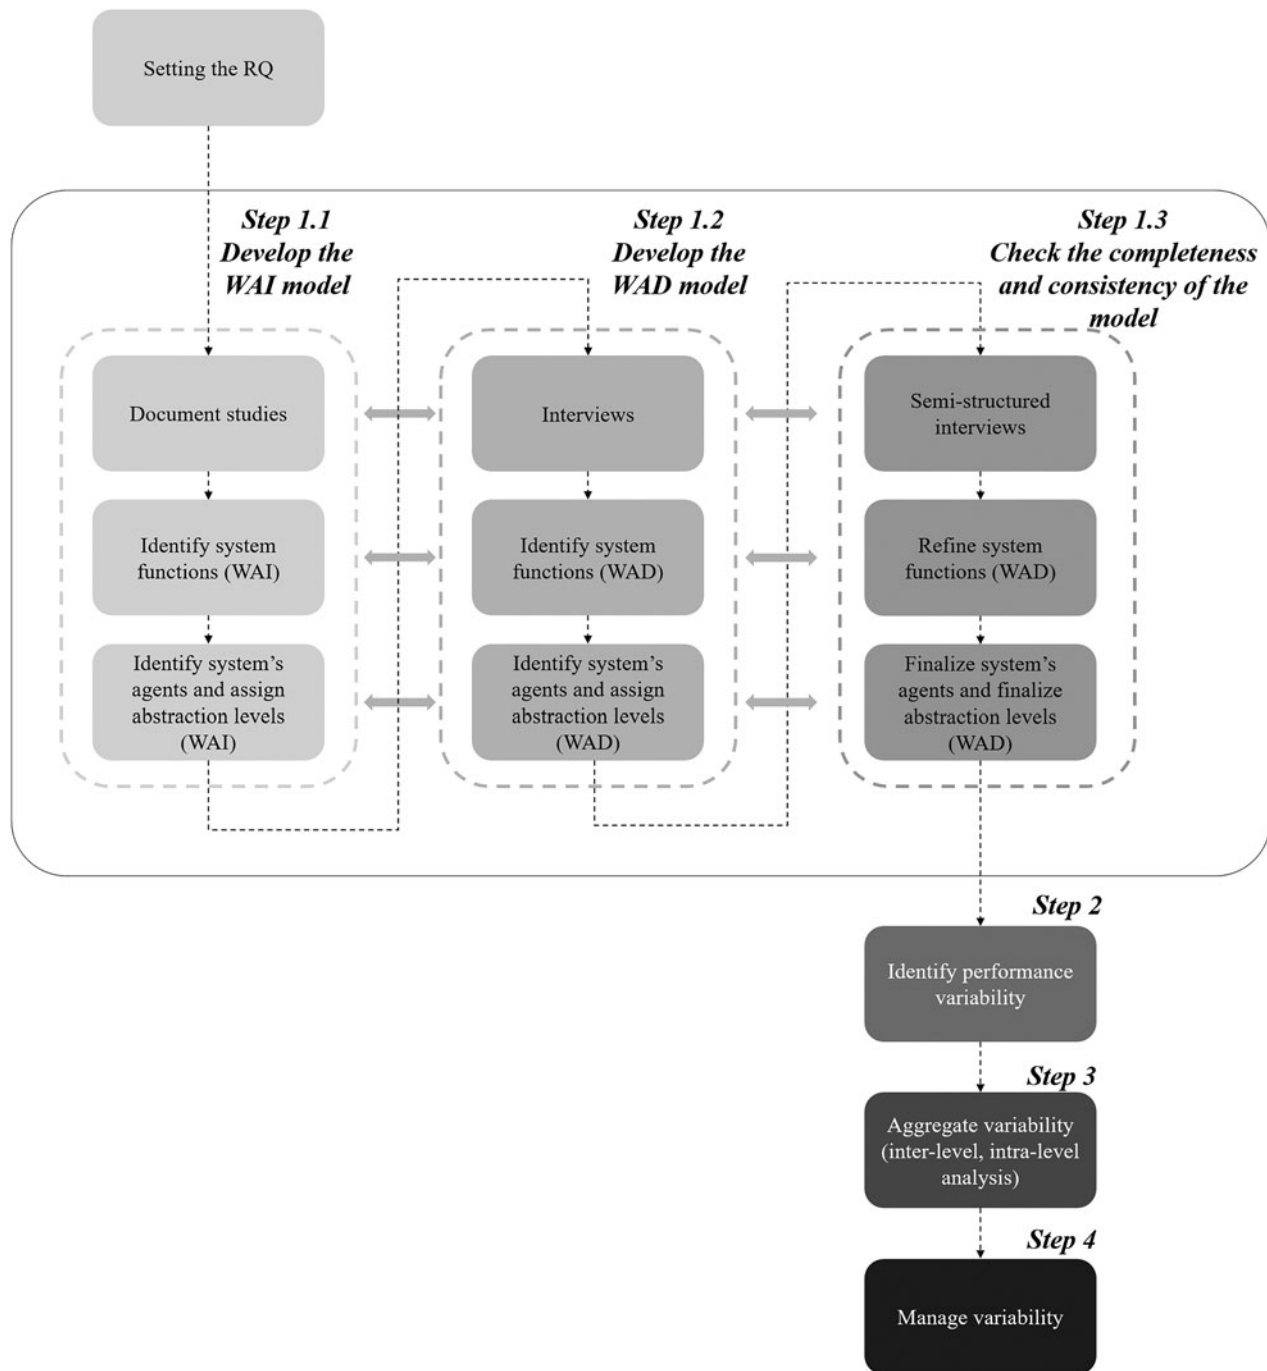 Setting the RQ
Step 1.1
Develop the
WAI model
Step 1.2
Develop the
WAD model
Step 1.3
Check the completeness
and consistency of the
model
Document studies
Interviews
Semi-structured
interviews
Identify system
functions (WAI)
Identify system
functions (WAD)
Refine system
functions (WAD)
Identify system’s
agents and assign
abstraction levels
(WAI)
Identify system’s
agents and assign
abstraction levels
(WAD)
Finalize system’s
agents and finalize
abstraction levels
(WAD)
Step 2
Identify performance
variability
Step 3
Aggregate variability
(inter-level, intra-level
analysis)
Step 4
Manage variability